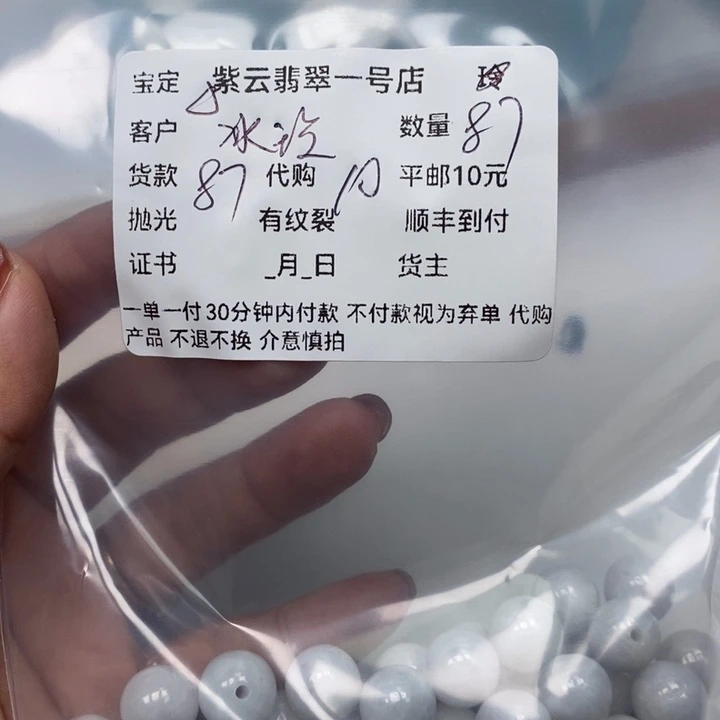 宝定 紫云翡翠一号店
客户 冰玲 数量 87
货款 87 代购 10 平邮10元
抛光 有纹裂 顺丰到付
证书 _月_日 货主
一单一付30分钟内付款 不付款视为弃单 代购
产品 不退不换 介意慎拍